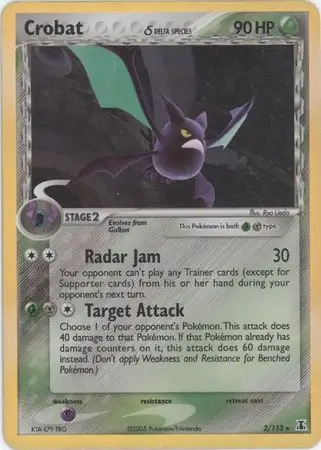 Crobat δ DELTA SPECIES 90 HP
Illus. Ryo Ueda
STAGE 2
Evolves from Golbat
This Pokémon is both type.
Radar Jam 30
Your opponent can't play any Trainer cards (except for
Supporter cards) from his or her hand during your
opponent's next turn.
Target Attack
Choose 1 of your opponent's Pokémon. This attack does
40 damage to that Pokémon. If that Pokémon already has
damage counters on it, this attack does 60 damage
instead. (Don't apply Weakness and Resistance for Benched
Pokémon.)
weakness resistance retreat cost
KTA-E7Y-TRG ©2005 Pokémon/Nintendo 2/113 ★